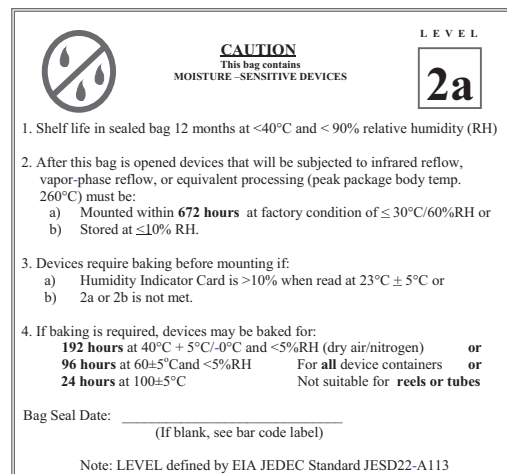 LEVEL
CAUTION
This bag contains
MOISTURE –SENSITIVE DEVICES
2a
1. Shelf life in sealed bag 12 months at <40°C and < 90% relative humidity (RH)
2. After this bag is opened devices that will be subjected to infrared reflow,
vapor-phase reflow, or equivalent processing (peak package body temp.
260°C) must be:
a) Mounted within 672 hours at factory condition of ≤ 30°C/60%RH or
b) Stored at ≤10% RH.
3. Devices require baking before mounting if:
a) Humidity Indicator Card is >10% when read at 23°C ± 5°C or
b) 2a or 2b is not met.
4. If baking is required, devices may be baked for:
192 hours at 40°C + 5°C/-0°C and <5%RH (dry air/nitrogen) or
96 hours at 60±5°Cand <5%RH For all device containers or
24 hours at 100±5°C Not suitable for reels or tubes
Bag Seal Date: ______________________________
(If blank, see bar code label)
Note: LEVEL defined by EIA JEDEC Standard JESD22-A113